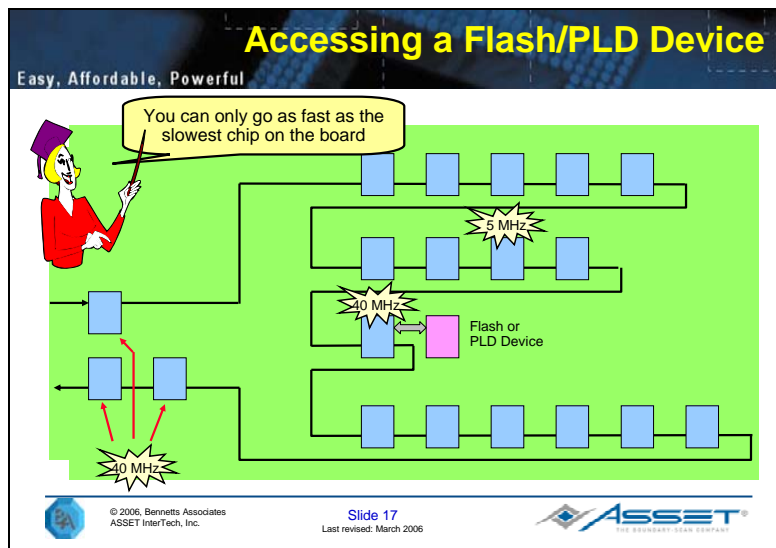 Accessing a Flash/PLD Device
Easy, Affordable, Powerful
You can only go as fast as the
slowest chip on the board
5 MHz
40 MHz
Flash or
PLD Device
40 MHz
© 2006, Bennetts Associates
ASSET InterTech, Inc.
Slide 17
Last revised: March 2006
ASSET
THE BOUNDARY-SCAN COMPANY